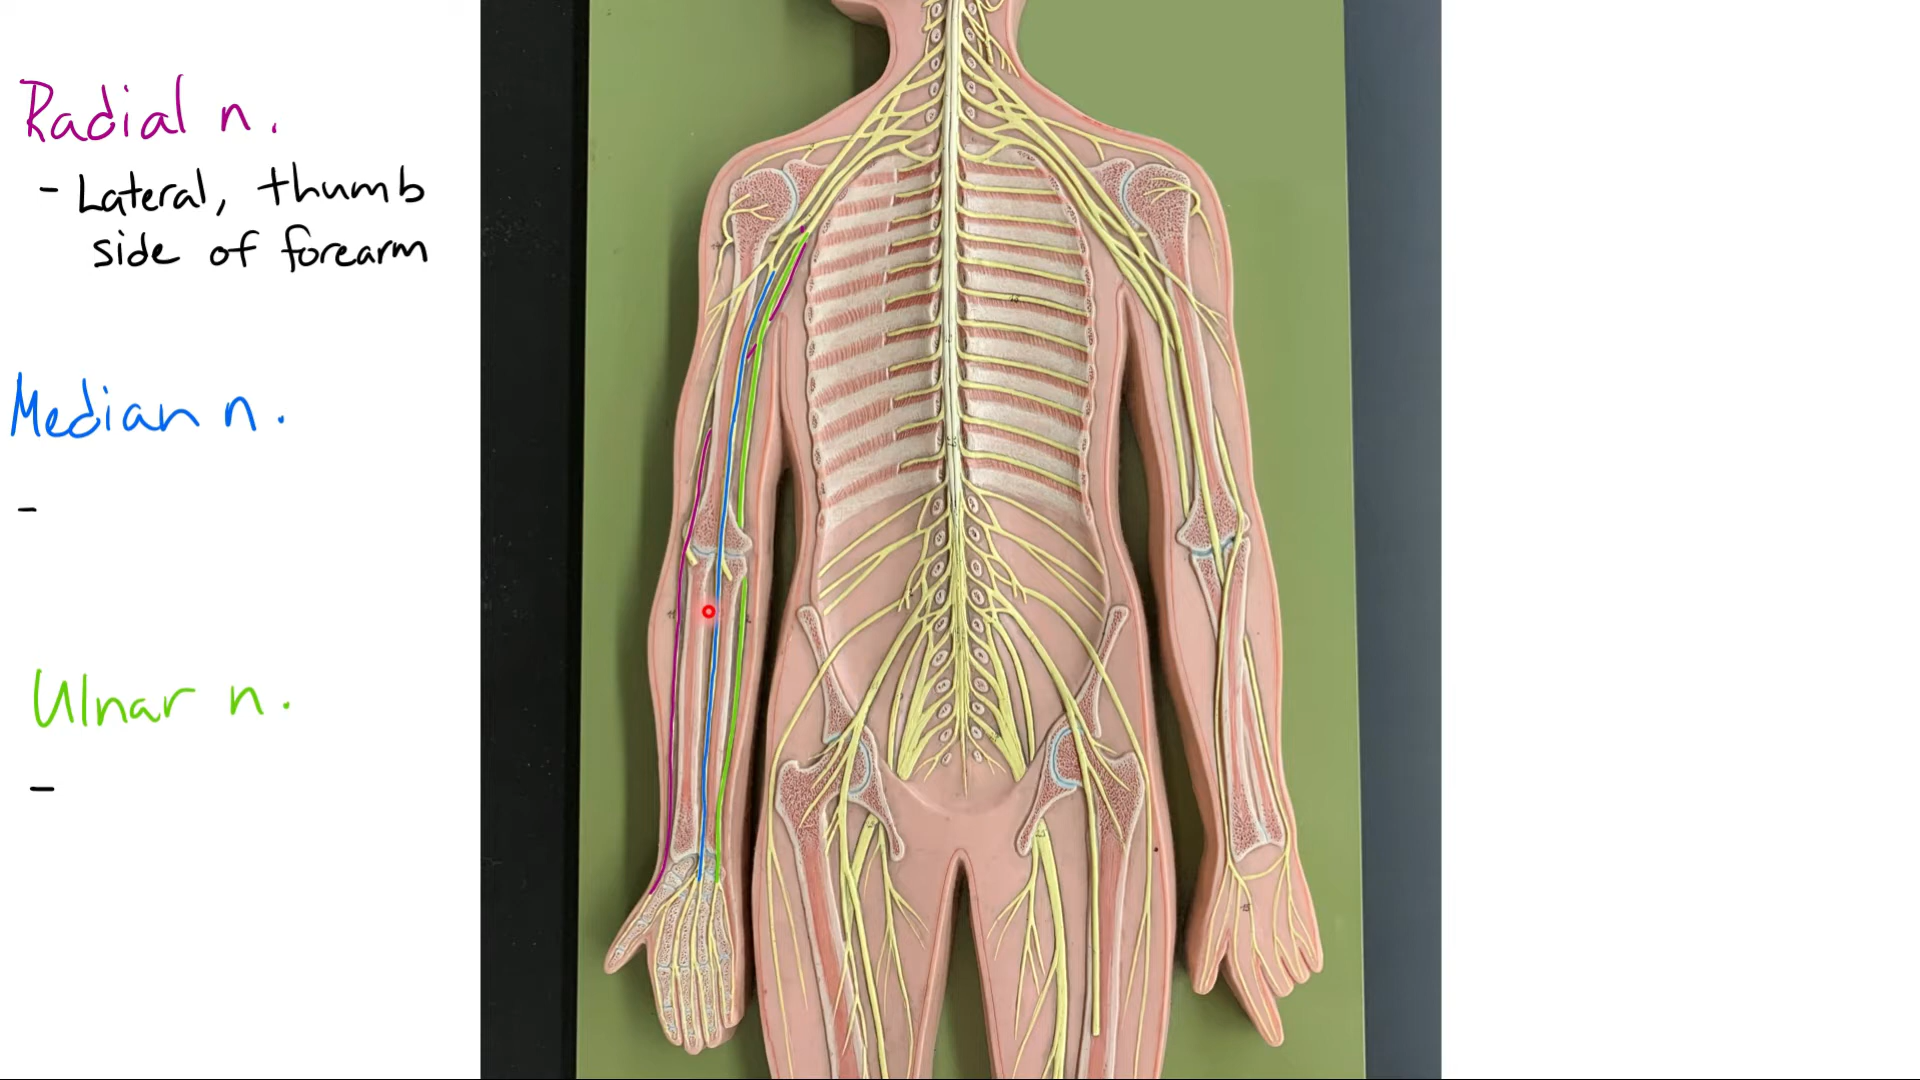 Radial n.
- Lateral, thumb
side of forearm
Median n.
-
Ulnar n.
-